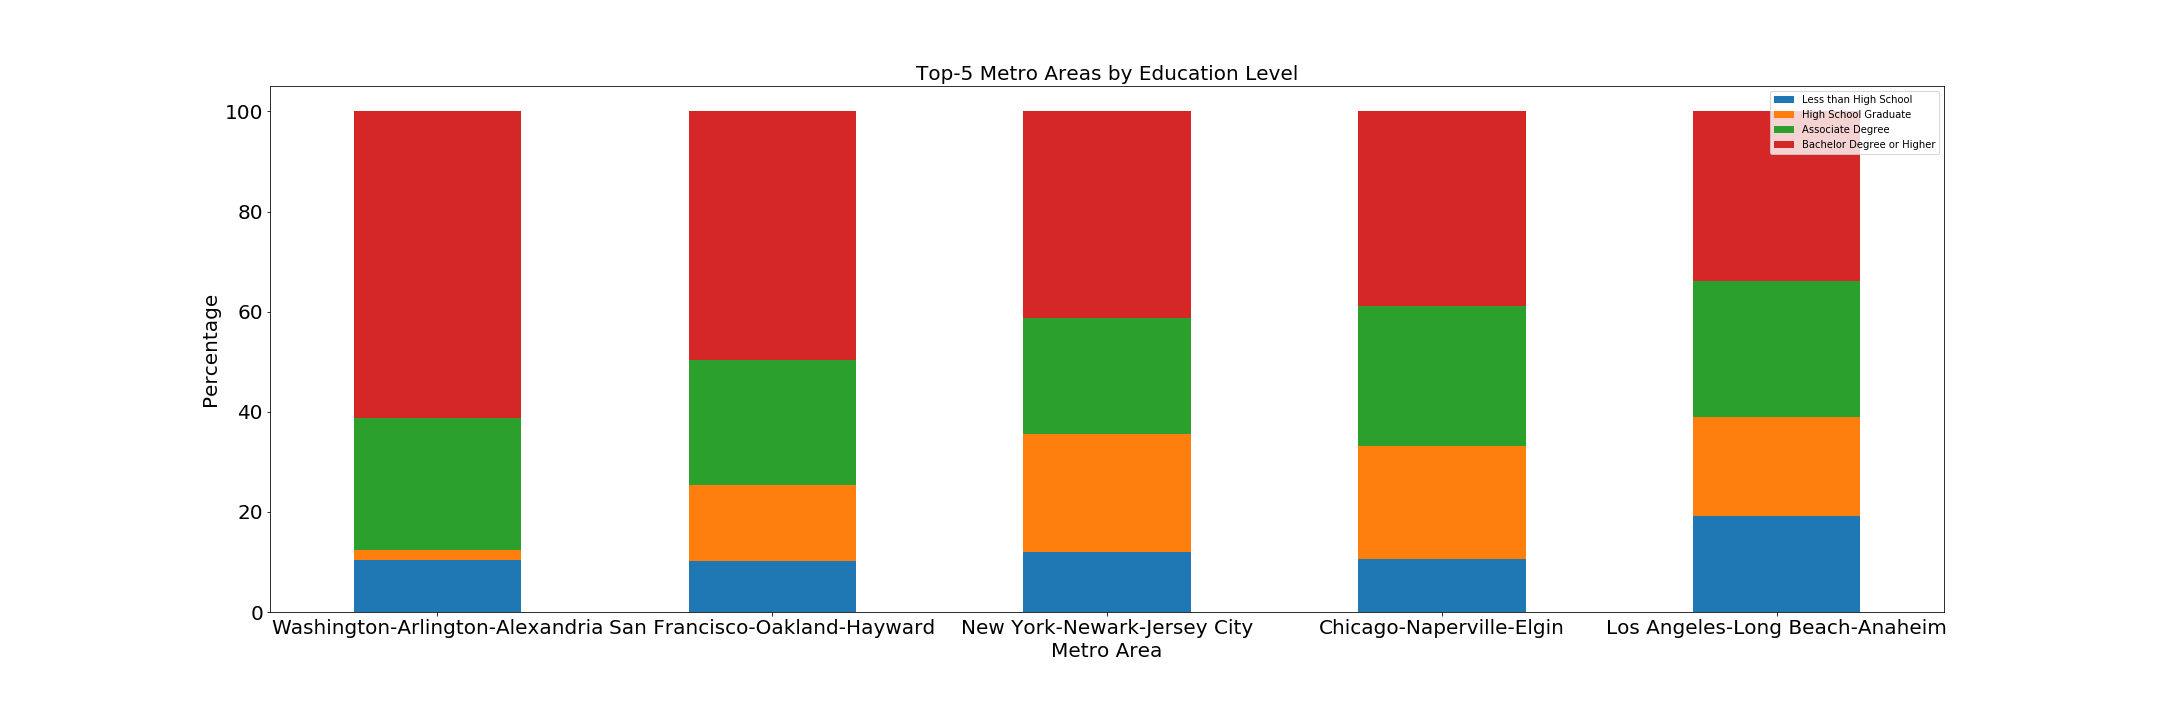 Top-5 Metro Areas by Education Level
Less than High School
High School Graduate
Associate Degree
Bachelor Degree or Higher
100
80
60
40
20
0
Percentage
Washington-Arlington-Alexandria San Francisco-Oakland-Hayward New York-Newark-Jersey City Chicago-Naperville-Elgin Los Angeles-Long Beach-Anaheim
Metro Area